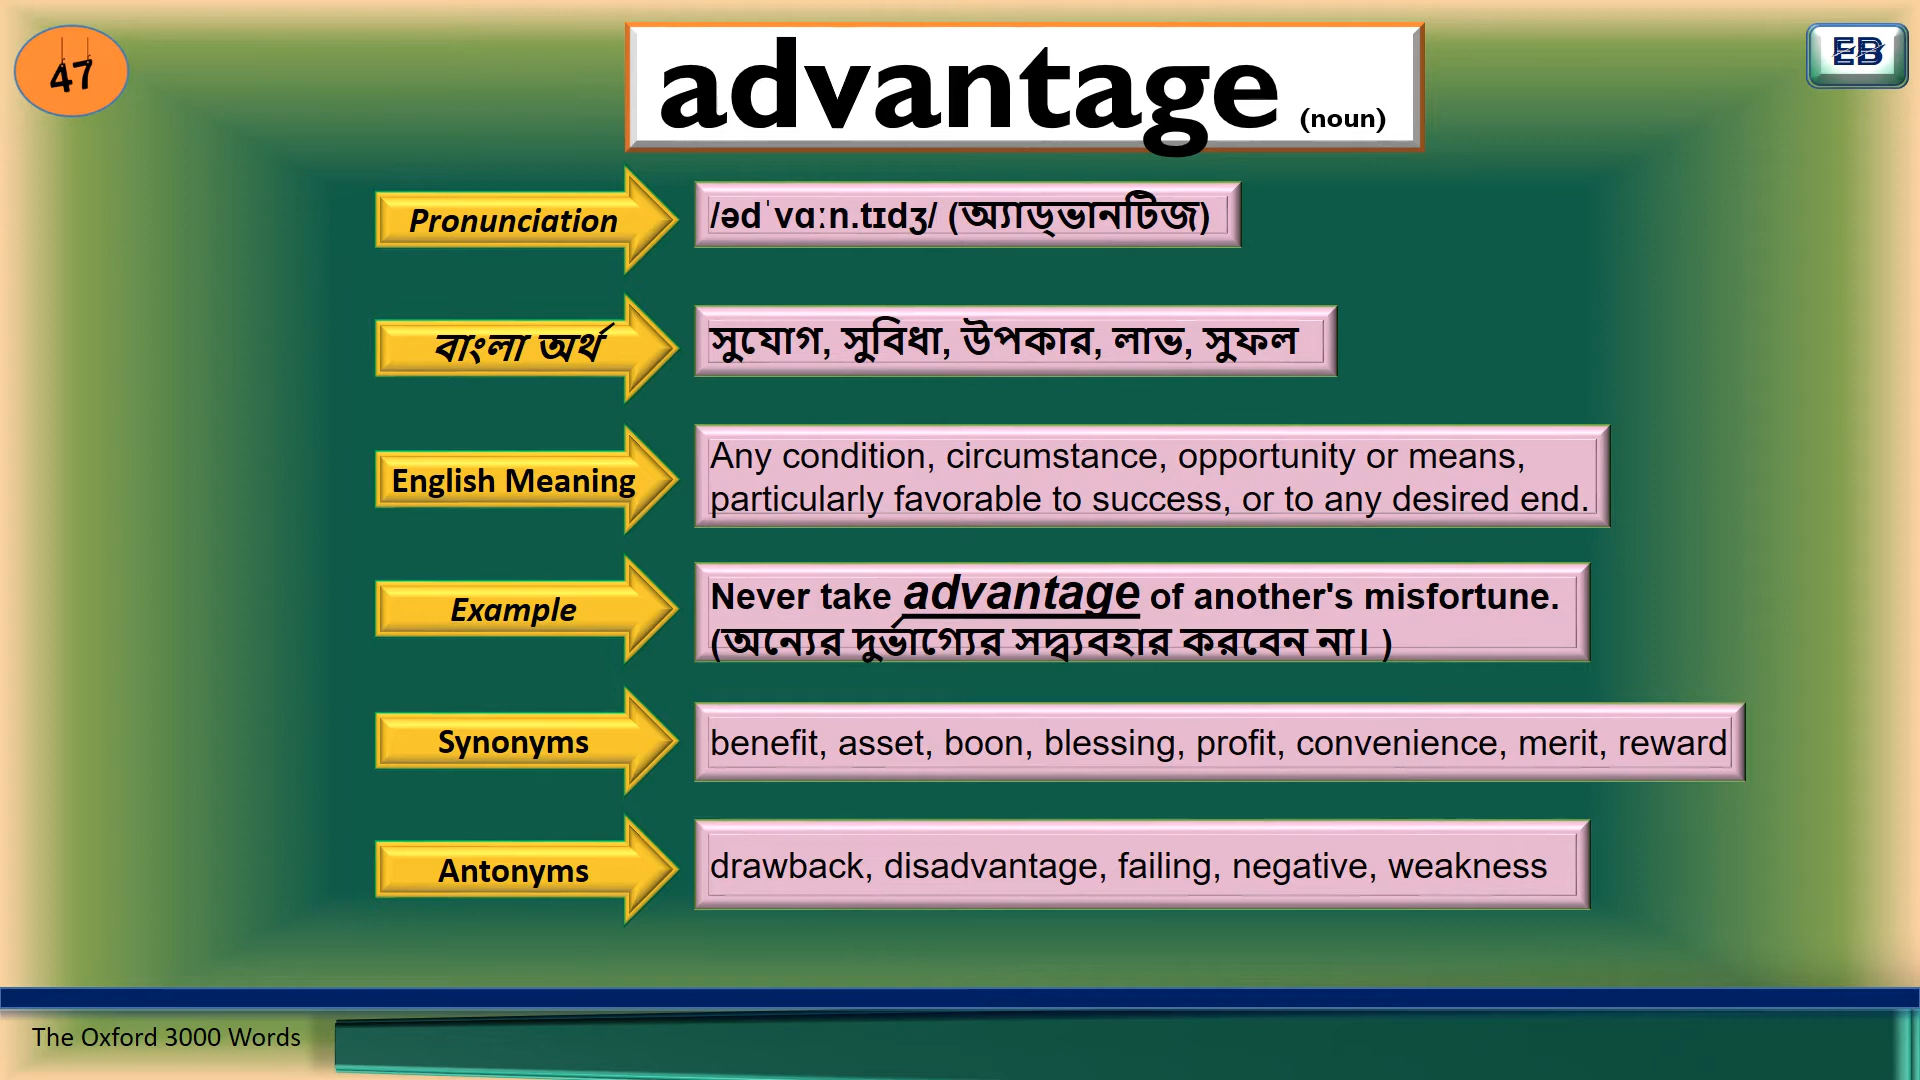 47
advantage (noun)
EB
Pronunciation
/ədˈvɑːn.tɪdʒ/ (অ্যাড্ভানটিজ)
বাংলা অর্থ
সুযোগ, সুবিধা, উপকার, লাভ, সুফল
English Meaning
Any condition, circumstance, opportunity or means,
particularly favorable to success, or to any desired end.
Example
Never take advantage of another's misfortune.
(অন্যের দুর্ভাগ্যের সদ্ব্যবহার করবেন না। )
Synonyms
benefit, asset, boon, blessing, profit, convenience, merit, reward
Antonyms
drawback, disadvantage, failing, negative, weakness
The Oxford 3000 Words